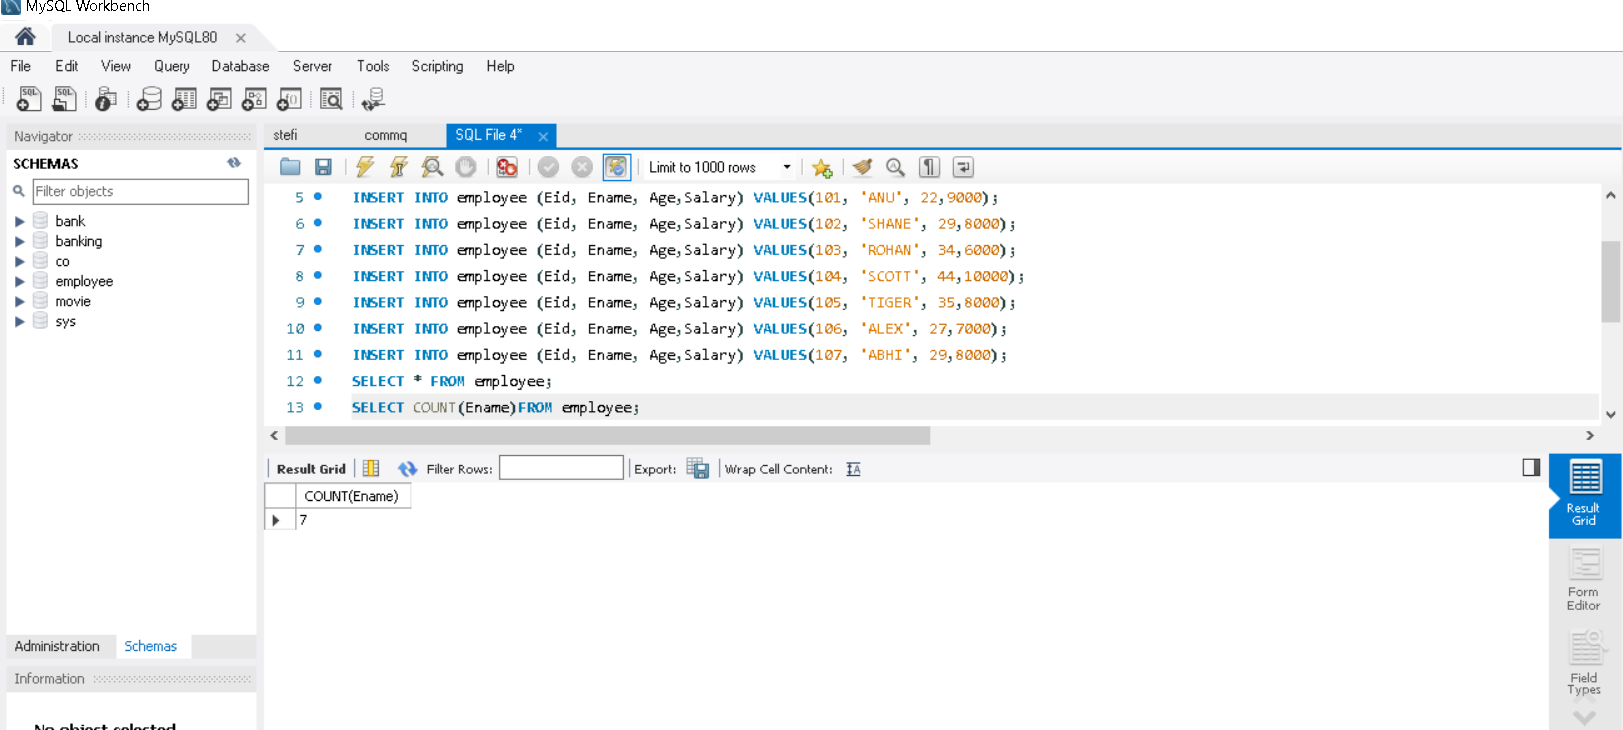 MySQL Workbench
Local instance MySQL80
File Edit View Query Database Server Tools Scripting Help
Navigator
SCHEMAS
Filter objects
bank
banking
co
employee
movie
sys
Administration Schemas
Information
No object selected
stefi commq SQL File 4*
Limit to 1000 rows
5 INSERT INTO employee (Eid, Ename, Age,Salary) VALUES(101, 'ANU', 22,9000);
6 INSERT INTO employee (Eid, Ename, Age,Salary) VALUES(102, 'SHANE', 29,8000);
7 INSERT INTO employee (Eid, Ename, Age,Salary) VALUES(103, 'ROHAN', 34,6000);
8 INSERT INTO employee (Eid, Ename, Age,Salary) VALUES(104, 'SCOTT', 44,10000);
9 INSERT INTO employee (Eid, Ename, Age,Salary) VALUES(105, 'TIGER', 35,8000);
10 INSERT INTO employee (Eid, Ename, Age,Salary) VALUES(106, 'ALEX', 27,7000);
11 INSERT INTO employee (Eid, Ename, Age,Salary) VALUES(107, 'ABHI', 29,8000);
12 SELECT * FROM employee;
13 SELECT COUNT(Ename)FROM employee;
Result Grid Filter Rows: Export: Wrap Cell Content:
COUNT(Ename)
7
Result
Grid
Form
Editor
Field
Types